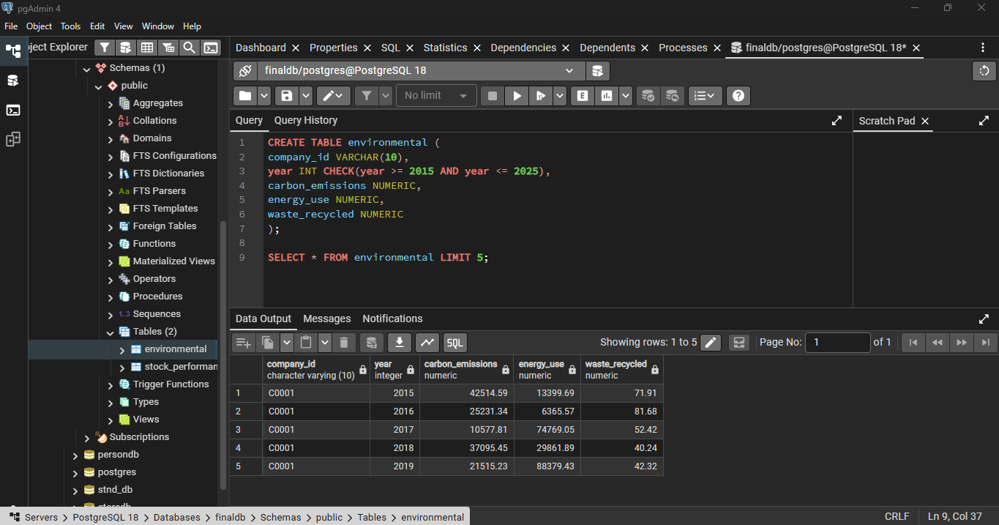 pgAdmin 4
File Object Tools Edit View Window Help
ject Explorer
Dashboard Properties SQL Statistics Dependencies Dependents Processes finaldb/postgres@PostgreSQL 18*
finaldb/postgres@PostgreSQL 18
No limit
E
Query Query History
Scratch Pad
Schemas (1)
public
Aggregates
Collations
Domains
FTS Configurations
FTS Dictionaries
Aa FTS Parsers
FTS Templates
Foreign Tables
Functions
Materialized Views
Operators
Procedures
1..3 Sequences
Tables (2)
environmental
stock_performan
Trigger Functions
Types
Views
Subscriptions
persondb
postgres
stnd_db
1 CREATE TABLE environmental (
2 company_id VARCHAR(10),
3 year INT CHECK(year >= 2015 AND year <= 2025),
4 carbon_emissions NUMERIC,
5 energy_use NUMERIC,
6 waste_recycled NUMERIC
7 );
8
9 SELECT * FROM environmental LIMIT 5;
Data Output Messages Notifications
SQL
Showing rows: 1 to 5
Page No: 1 of 1
company_id year carbon_emissions energy_use waste_recycled
character varying (10) integer numeric numeric numeric
1 C0001 2015 42514.59 13399.69 71.91
2 C0001 2016 25231.34 6365.57 81.68
3 C0001 2017 10577.81 74769.05 52.42
4 C0001 2018 37095.45 29861.89 40.24
5 C0001 2019 21515.23 88379.43 42.32
Servers > PostgreSQL 18 > Databases > finaldb > Schemas > public > Tables > environmental
CRLF Ln 9, Col 37